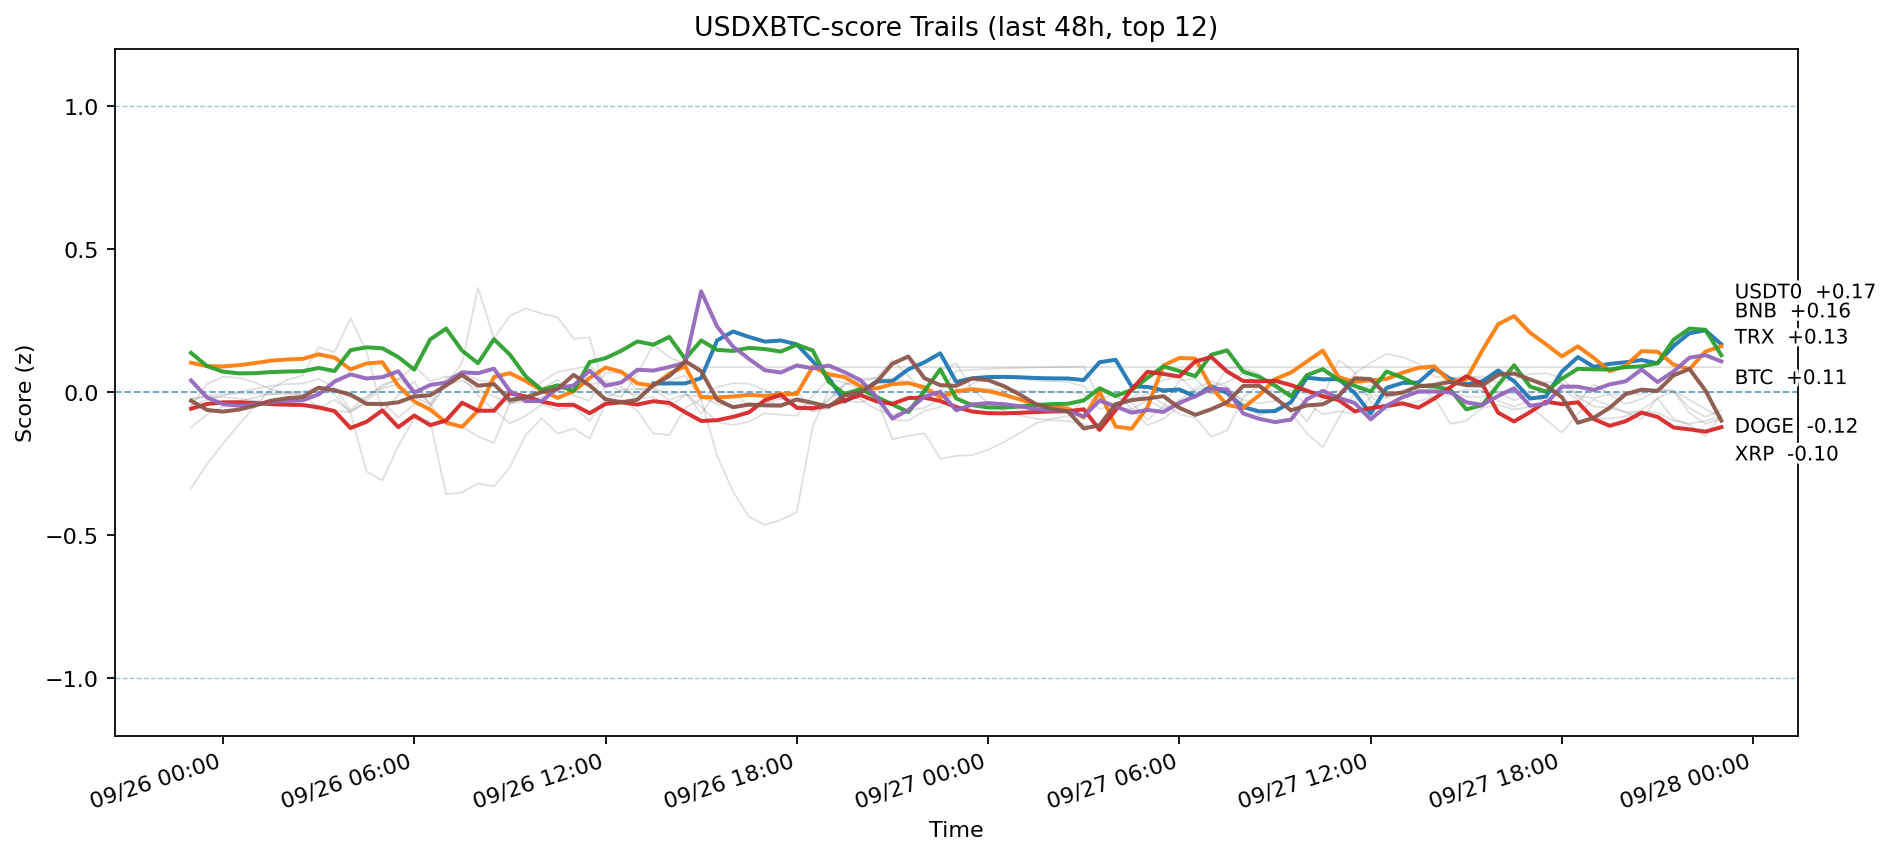 USDXBTC-score Trails (last 48h, top 12)
Score (z)
1.0
0.5
0.0
−0.5
−1.0
USDT0 +0.17
BNB +0.16
TRX +0.13
BTC +0.11
DOGE -0.12
XRP -0.10
09/26 00:00
09/26 06:00
09/26 12:00
09/26 18:00
09/27 00:00
09/27 06:00
09/27 12:00
09/27 18:00
09/28 00:00
Time